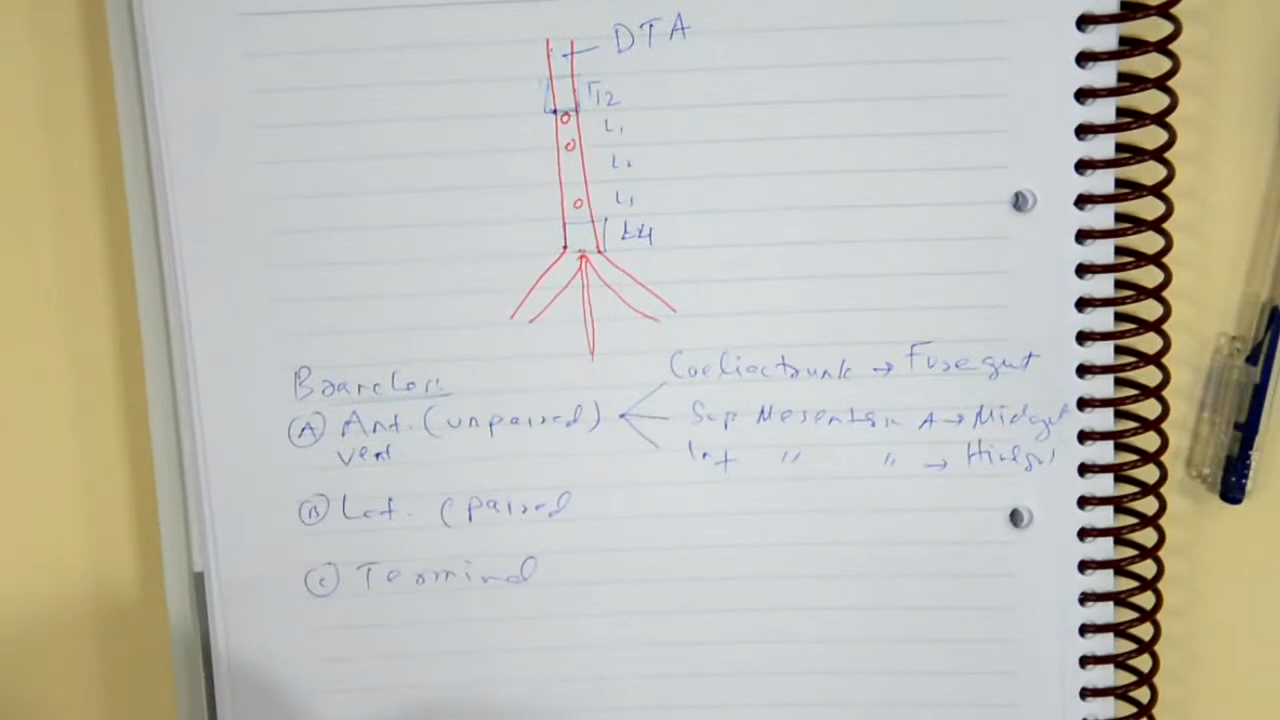 DTA
T12
L1
L2
L3
L4
Branches:
(A) Ant. (unpaired)
vent
Coeliac trunk → Foregut
Sup Mesenteric A → Midgut
Inf " " → Hindgut
(B) Lat. (paired
(C) Terminal